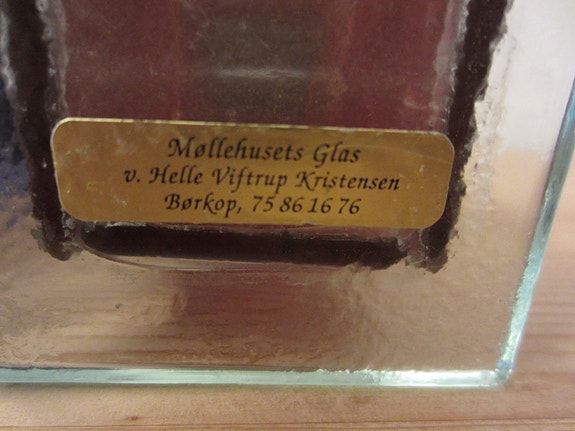 Møllehusets Glas
v. Helle Viftrup Kristensen
Børkop, 75 86 16 76